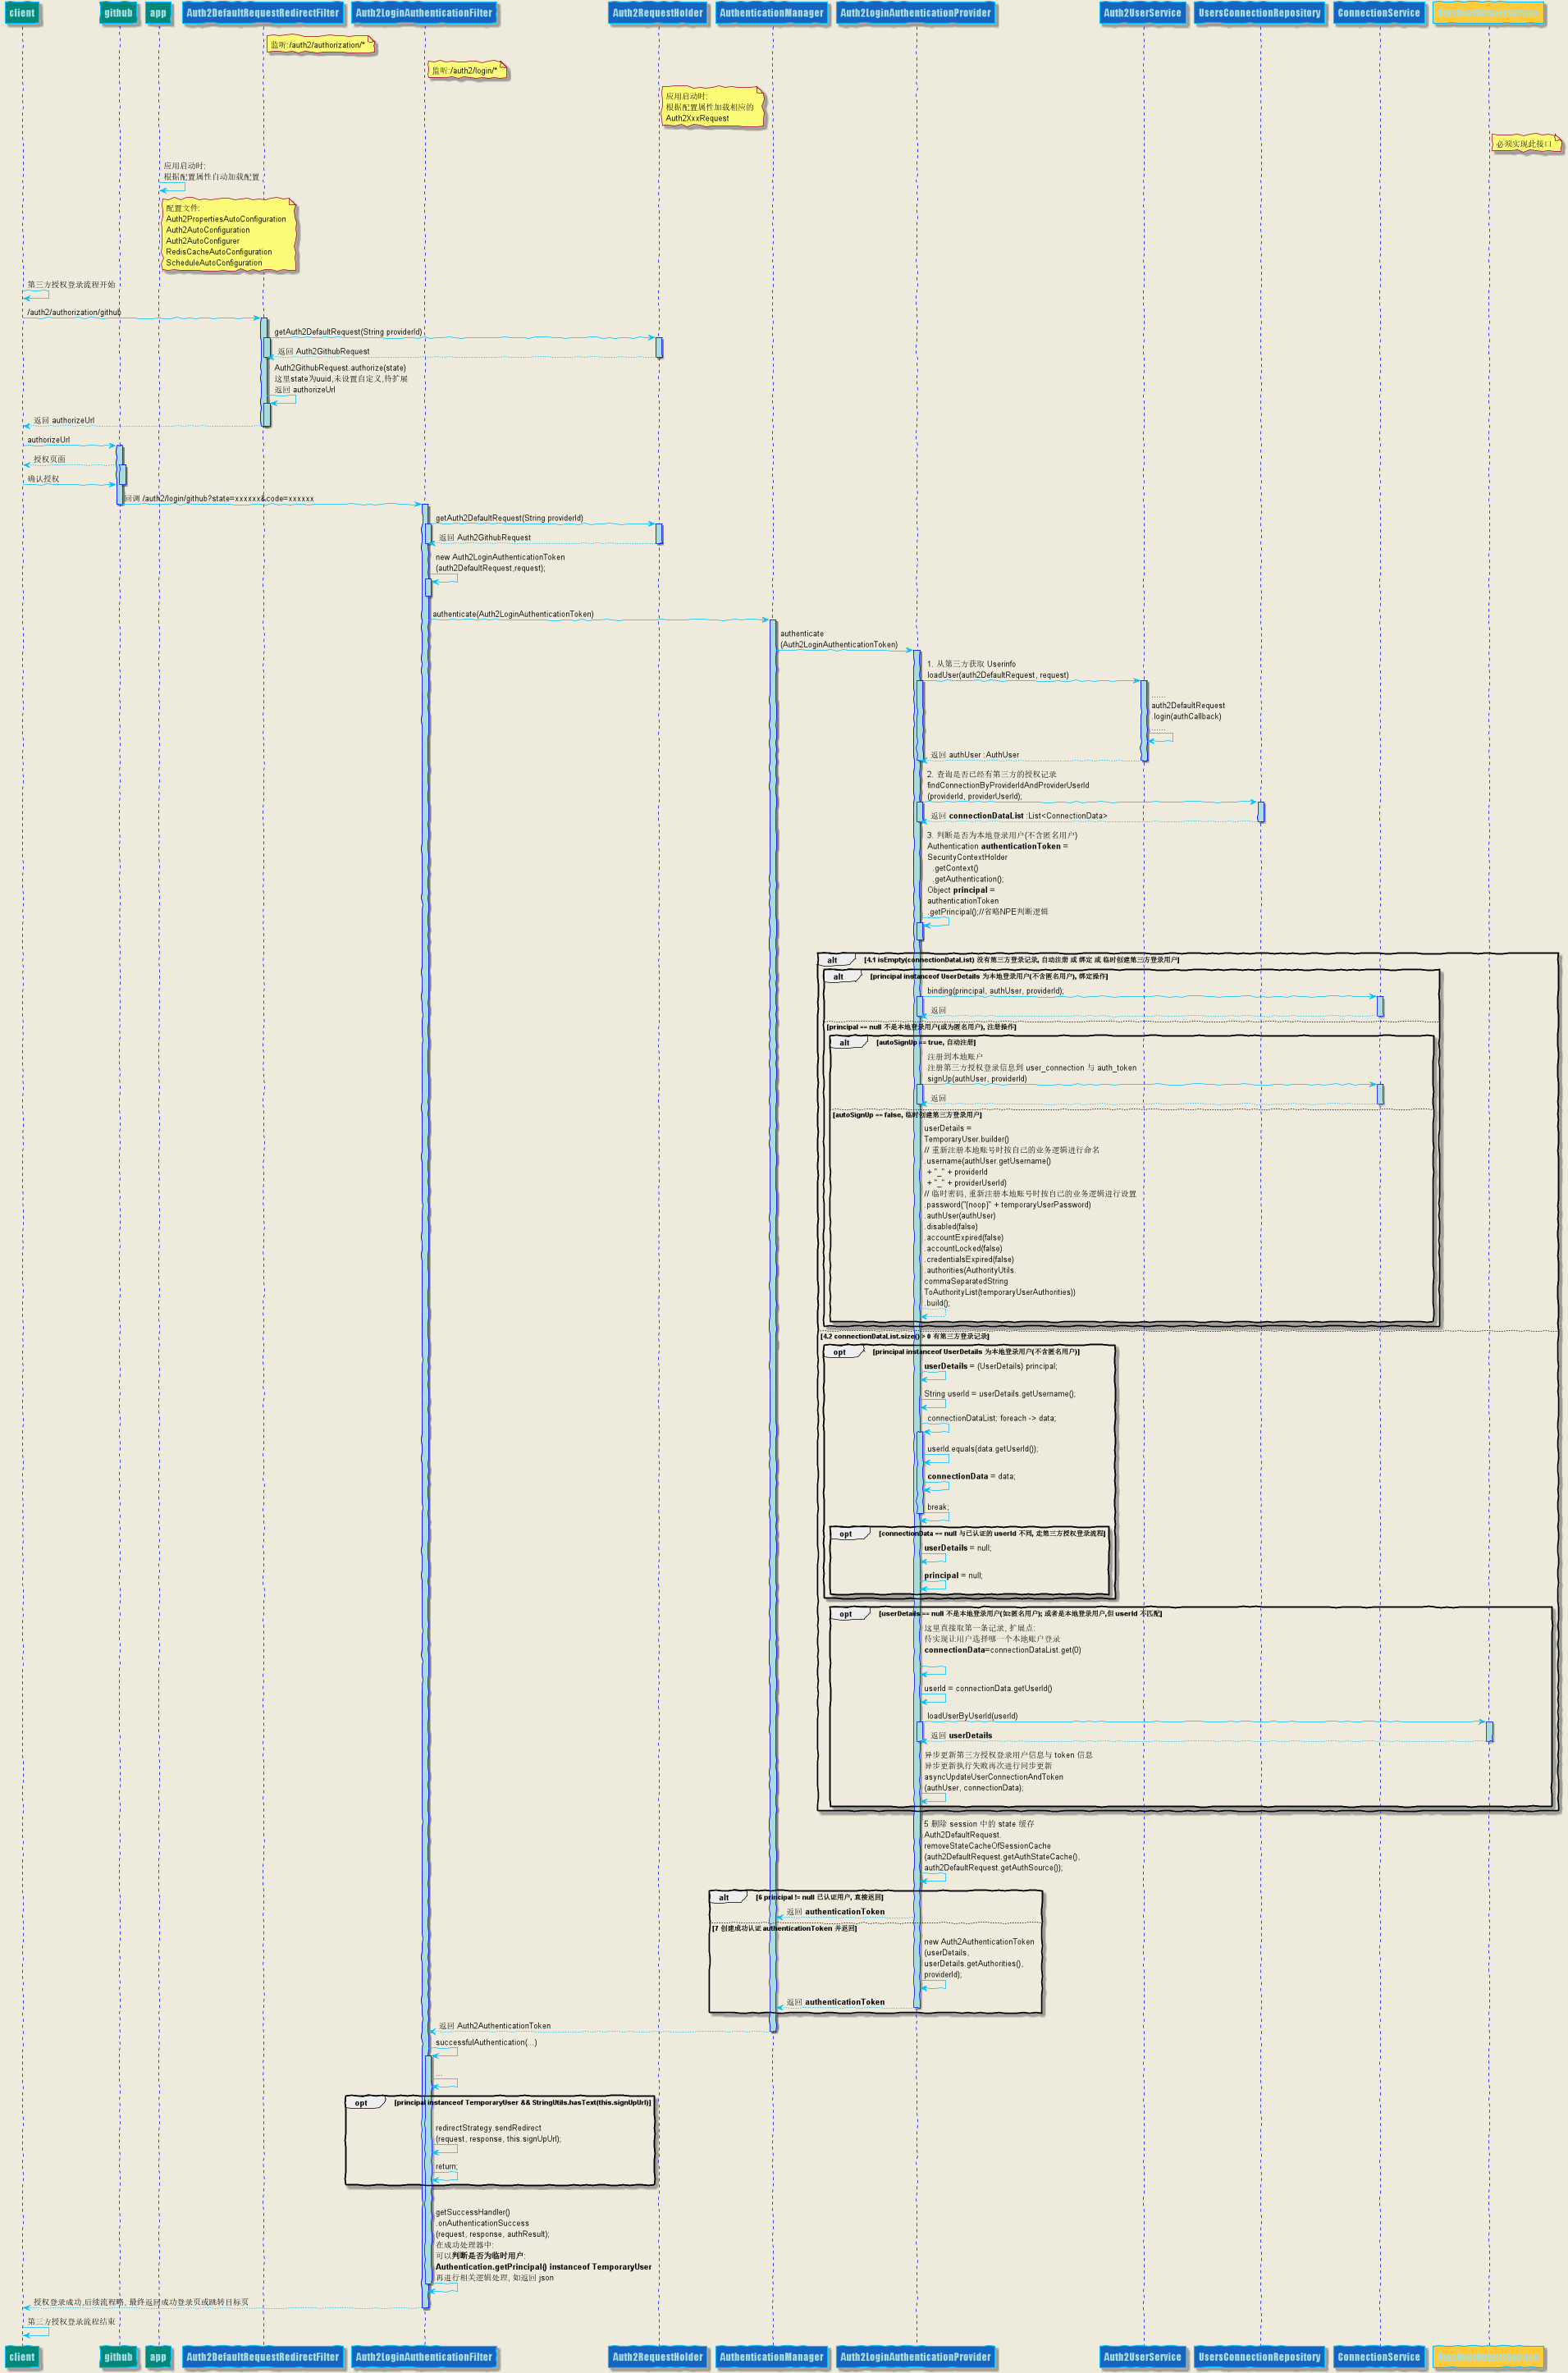 client github app Auth2DefaultRequestRedirectFilter Auth2LoginAuthenticationFilter Auth2RequestHolder AuthenticationManager Auth2LoginAuthenticationProvider Auth2UserService UsersConnectionRepository ConnectionService
监听:/auth2/authorization/*
监听:/auth2/login/*
应用启动时:
根据配置属性加载相应的
Auth2XxxRequest
必须实现此接口
应用启动时:
根据配置属性自动加载配置
配置文件:
Auth2PropertiesAutoConfiguration
Auth2AutoConfiguration
Auth2AutoConfigurer
RedisCacheAutoConfiguration
ScheduleAutoConfiguration
第三方授权登录流程开始
/auth2/authorization/github
getAuth2DefaultRequest(String providerId)
返回 Auth2GithubRequest
Auth2GithubRequest.authorize(state)
这里state为uuid,未设置自定义,待扩展
返回 authorizeUrl
返回 authorizeUrl
authorizeUrl
授权页面
确认授权
回调 /auth2/login/github?state=xxxxxx&code=xxxxxx
getAuth2DefaultRequest(String providerId)
返回 Auth2GithubRequest
new Auth2LoginAuthenticationToken
(auth2DefaultRequest,request);
authenticate(Auth2LoginAuthenticationToken)
authenticate
(Auth2LoginAuthenticationToken)
1. 从第三方获取 Userinfo
loadUser(auth2DefaultRequest, request)
......
auth2DefaultRequest
.login(authCallback)
......
返回 authUser :AuthUser
2. 查询是否已经有第三方的授权记录
findConnectionByProviderIdAndProviderUserId
(providerId, providerUserId);
返回 connectionDataList :List<ConnectionData>
3. 判断是否为本地登录用户(不含匿名用户)
Authentication authenticationToken =
SecurityContextHolder
.getContext()
.getAuthentication();
Object principal =
authenticationToken
.getPrincipal();//省略NPE判断逻辑
alt [4.1 isEmpty(connectionDataList) 没有第三方登录记录, 自动注册 或 绑定 或 临时创建第三方登录用户]
alt [principal instanceof UserDetails 为本地登录用户(不含匿名用户), 绑定操作]
binding(principal, authUser, providerId);
返回
[principal == null 不是本地登录用户(或为匿名用户), 注册操作]
alt [autoSignUp == true, 自动注册]
注册到本地账户
注册第三方授权登录信息到 user_connection 与 auth_token
signUp(authUser, providerId)
返回
[autoSignUp == false, 临时创建第三方登录用户]
userDetails =
TemporaryUser.builder()
// 重新注册本地账号时按自己的业务逻辑进行命名
.username(authUser.getUsername()
+ "_" + providerId
+ "_" + providerUserId)
// 临时密码, 重新注册本地账号时按自己的业务逻辑进行设置
.password("{noop}" + temporaryUserPassword)
.authUser(authUser)
.disabled(false)
.accountExpired(false)
.accountLocked(false)
.credentialsExpired(false)
.authorities(AuthorityUtils.
commaSeparatedString
ToAuthorityList(temporaryUserAuthorities))
.build();
[4.2 connectionDataList.size() > 0 有第三方登录记录]
opt [principal instanceof UserDetails 为本地登录用户(不含匿名用户)]
userDetails = (UserDetails) principal;
String userId = userDetails.getUsername();
connectionDataList: foreach -> data;
userId.equals(data.getUserId());
connectionData = data;
break;
opt [connectionData == null 与已认证的 userId 不同, 走第三方授权登录流程]
userDetails = null;
principal = null;
opt [userDetails == null 不是本地登录用户(如:匿名用户); 或者是本地登录用户,但 userId 不匹配]
这里直接取第一条记录, 扩展点:
待实现让用户选择哪一个本地账户登录
connectionData=connectionDataList.get(0)
userId = connectionData.getUserId()
loadUserByUserId(userId)
返回 userDetails
异步更新第三方授权登录用户信息与 token 信息
异步更新执行失败再次进行同步更新
asyncUpdateUserConnectionAndToken
(authUser, connectionData);
5 删除 session 中的 state 缓存
Auth2DefaultRequest.
removeStateCacheOfSessionCache
(auth2DefaultRequest.getAuthStateCache(),
auth2DefaultRequest.getAuthSource());
alt [6 principal != null 已认证用户, 直接返回]
返回 authenticationToken
[7 创建成功认证 authenticationToken 并返回]
new Auth2AuthenticationToken
(userDetails,
userDetails.getAuthorities(),
providerId);
返回 authenticationToken
返回 Auth2AuthenticationToken
successfulAuthentication(...)
...
opt [principal instanceof TemporaryUser && StringUtils.hasText(this.signUpUrl)]
redirectStrategy.sendRedirect
(request, response, this.signUpUrl);
return;
getSuccessHandler()
.onAuthenticationSuccess
(request, response, authResult);
在成功处理器中:
可以判断是否为临时用户:
Authentication.getPrincipal() instanceof TemporaryUser
再进行相关逻辑处理, 如返回 json
授权登录成功,后续流程略, 最终返回成功登录页或跳转目标页
第三方授权登录流程结束
client github app Auth2DefaultRequestRedirectFilter Auth2LoginAuthenticationFilter Auth2RequestHolder AuthenticationManager Auth2LoginAuthenticationProvider Auth2UserService UsersConnectionRepository ConnectionService